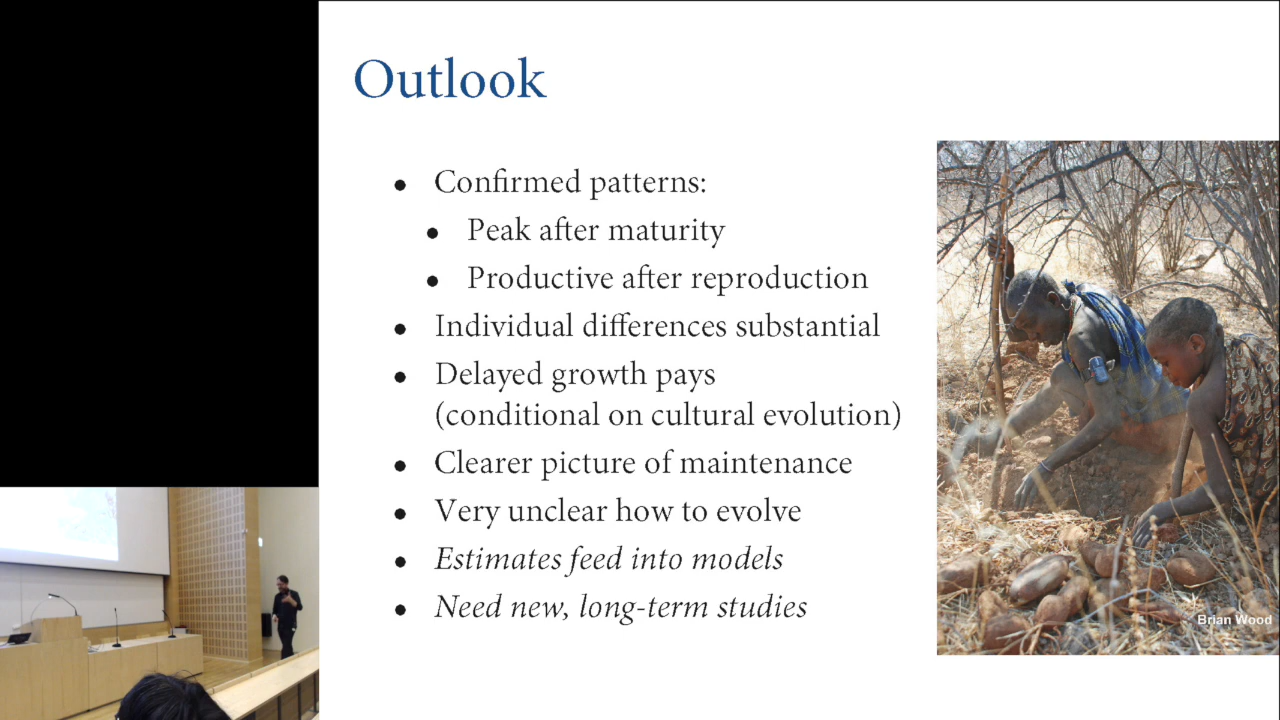 Outlook
• Confirmed patterns:
• Peak after maturity
• Productive after reproduction
• Individual differences substantial
• Delayed growth pays
(conditional on cultural evolution)
• Clearer picture of maintenance
• Very unclear how to evolve
• Estimates feed into models
• Need new, long-term studies
Brian Wood